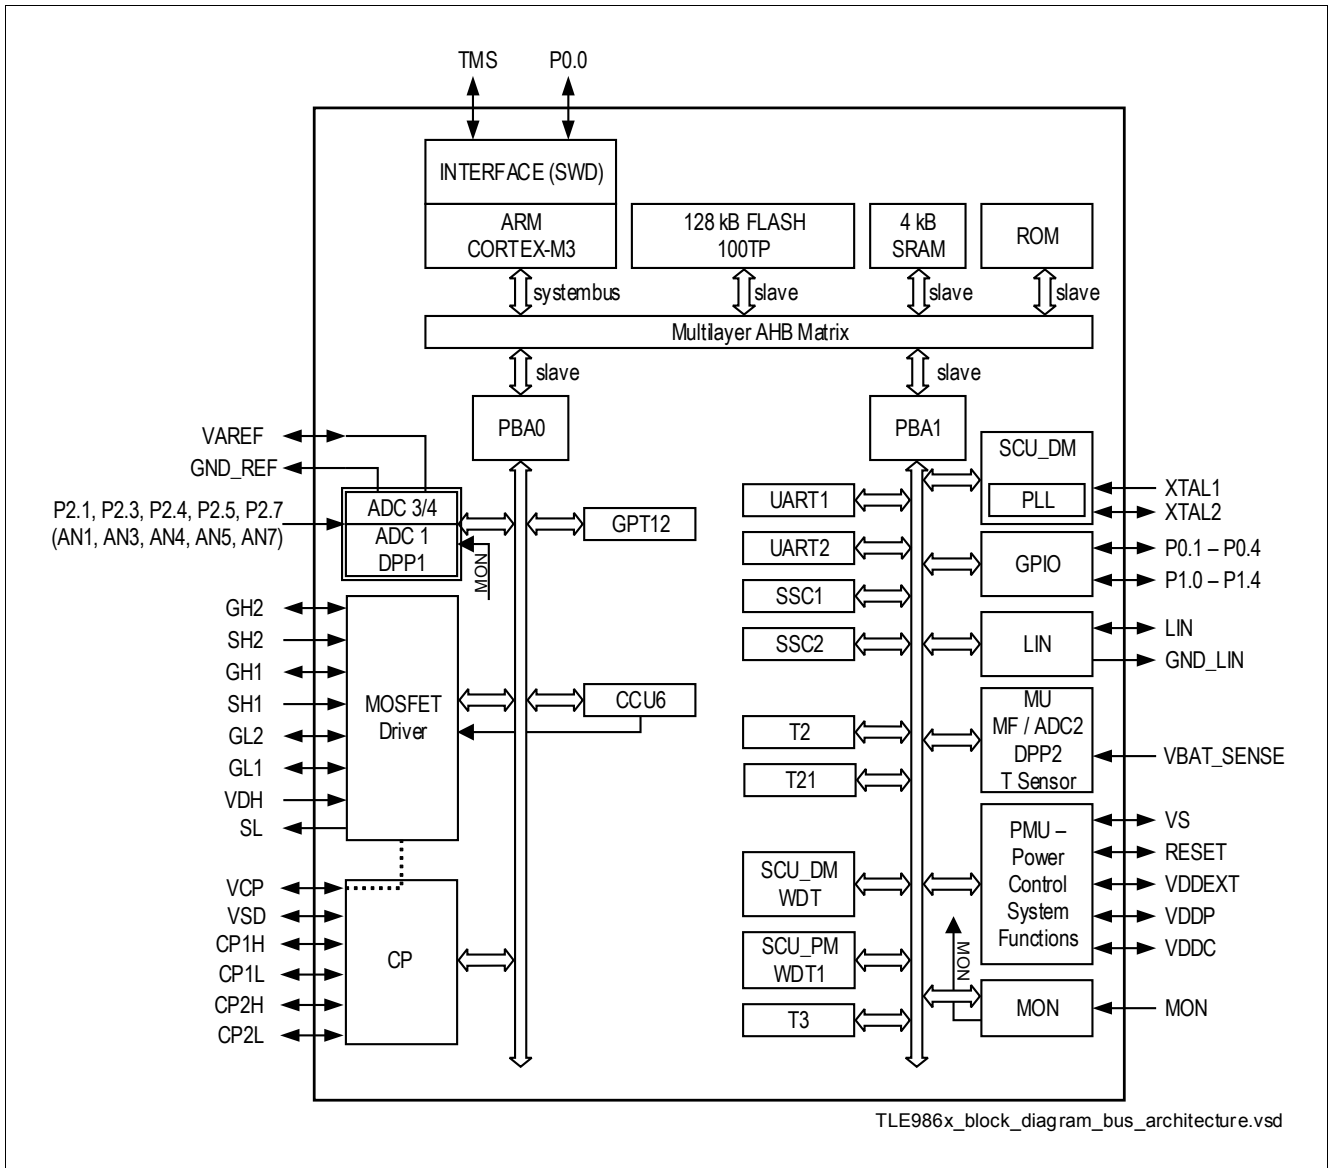 TMS
P0.0
INTERFACE (SWD)
ARM
CORTEX-M3
128 kB FLASH
100TP
4 kB
SRAM
ROM
systembus
slave
slave
slave
Multilayer AHB Matrix
slave
slave
PBA0
PBA1
VAREF
GND_REF
P2.1, P2.3, P2.4, P2.5, P2.7
(AN1, AN3, AN4, AN5, AN7)
ADC 3/4
ADC 1
DPP1
MON
GPT12
GH2
SH2
GH1
SH1
GL2
GL1
VDH
SL
MOSFET
Driver
CCU6
VCP
VSD
CP1H
CP1L
CP2H
CP2L
CP
UART1
UART2
SSC1
SSC2
T2
T21
SCU_DM
WDT
SCU_PM
WDT1
T3
SCU_DM
PLL
XTAL1
XTAL2
GPIO
P0.1 – P0.4
P1.0 – P1.4
LIN
LIN
GND_LIN
MU
MF / ADC2
DPP2
T Sensor
VBAT_SENSE
PMU –
Power
Control
System
Functions
VS
RESET
VDDEXT
VDDP
VDDC
MON
MON
MON
TLE986x_block_diagram_bus_architecture.vsd